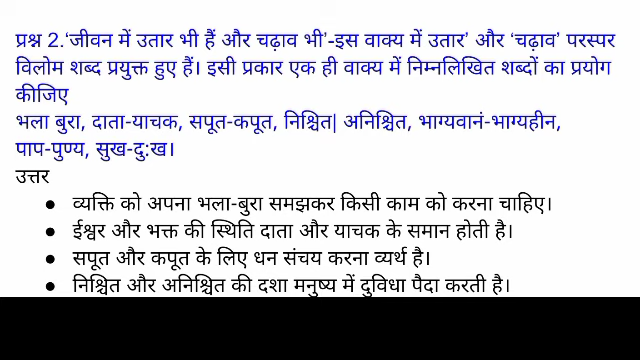 प्रश्न 2.‘जीवन में उतार भी हैं और चढ़ाव भी’-इस वाक्य में उतार’ और ‘चढ़ाव’ परस्पर
विलोम शब्द प्रयुक्त हुए हैं। इसी प्रकार एक ही वाक्य में निम्नलिखित शब्दों का प्रयोग
कीजिए
भला बुरा, दाता-याचक, सपूत-कपूत, निश्चित| अनिश्चित, भाग्यवानं-भाग्यहीन,
पाप-पुण्य, सुख-दु:ख।
उत्तर
● व्यक्ति को अपना भला-बुरा समझकर किसी काम को करना चाहिए।
● ईश्वर और भक्त की स्थिति दाता और याचक के समान होती है।
● सपूत और कपूत के लिए धन संचय करना व्यर्थ है।
● निश्चित और अनिश्चित की दशा मनुष्य में दुविधा पैदा करती है।